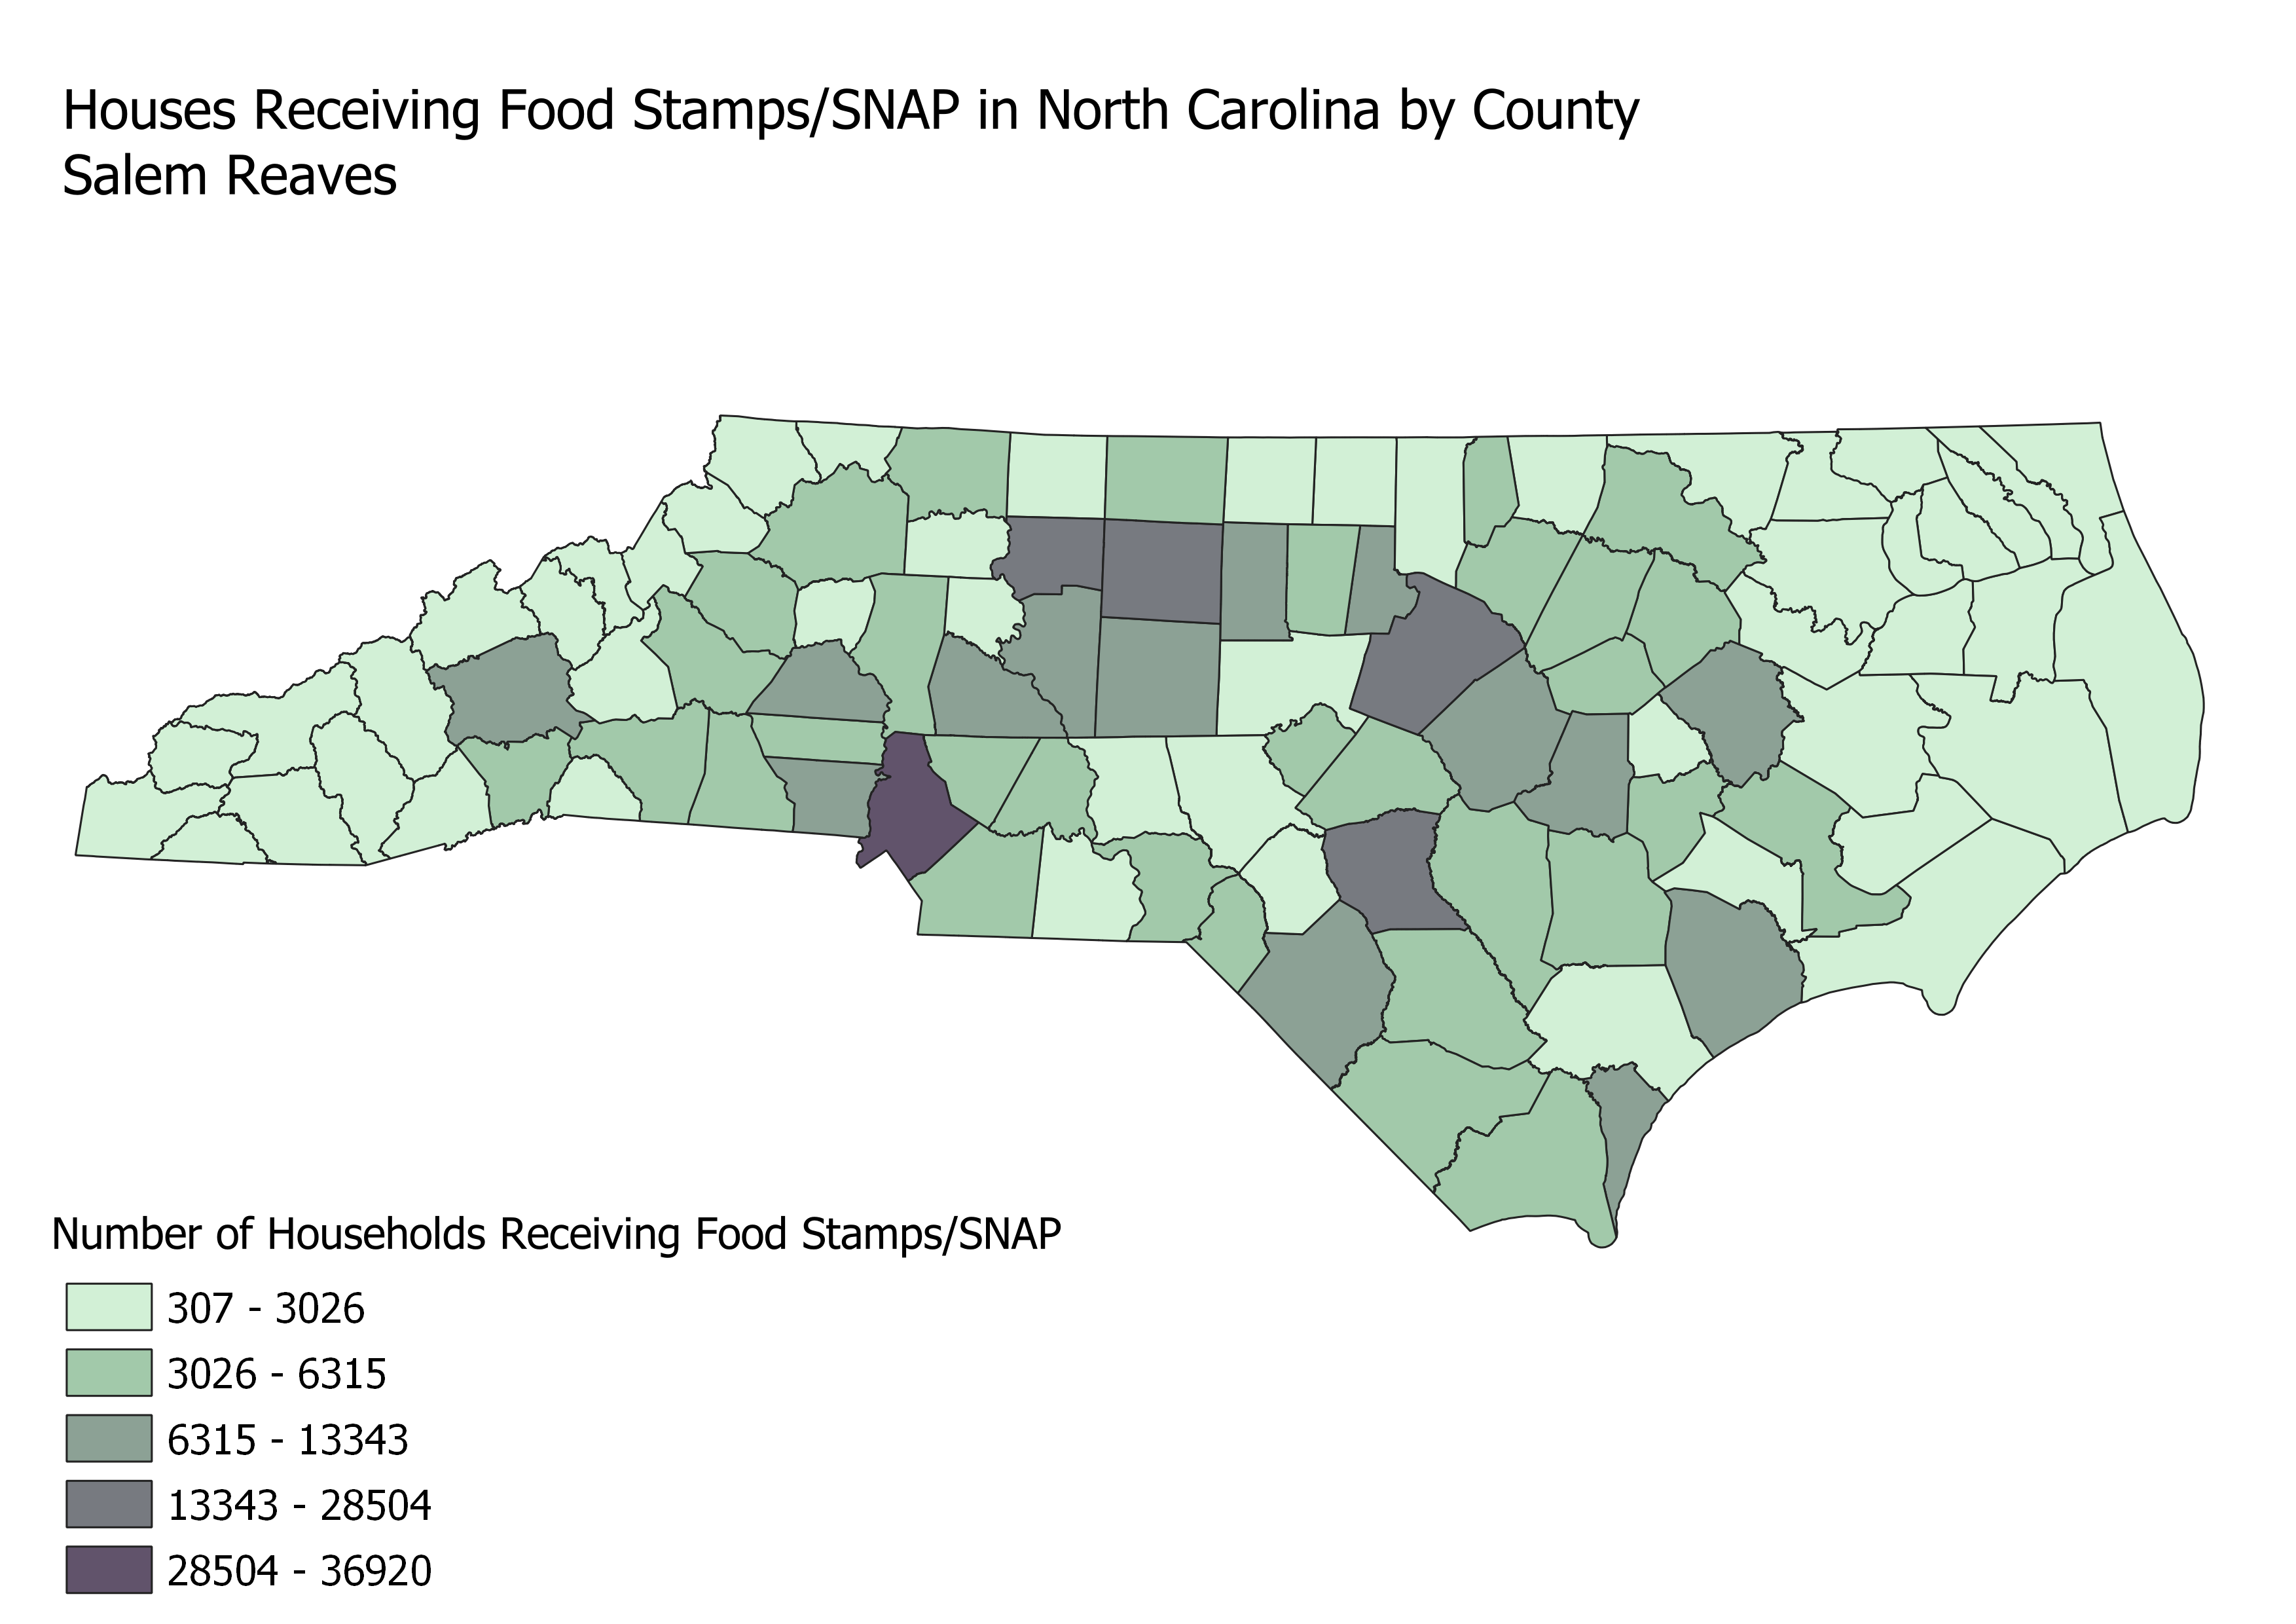 Houses Receiving Food Stamps/SNAP in North Carolina by County
Salem Reaves
Number of Households Receiving Food Stamps/SNAP
307 - 3026
3026 - 6315
6315 - 13343
13343 - 28504
28504 - 36920